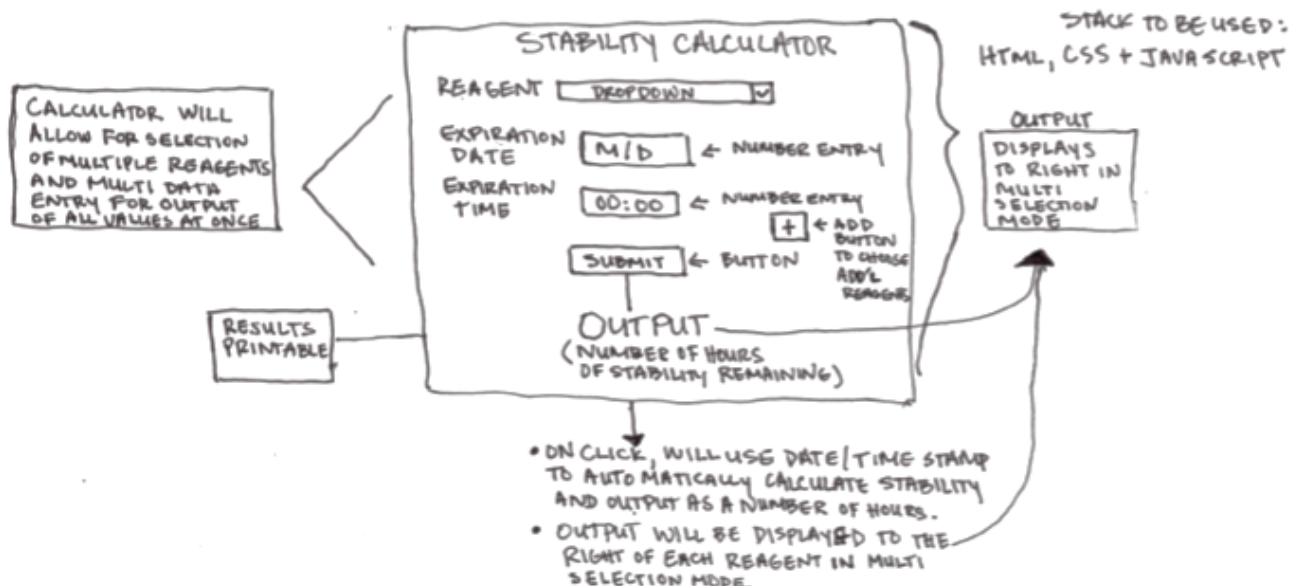 STACK TO BE USED:
HTML, CSS + JAVASCRIPT
STABILITY CALCULATOR
REAGENT DROPDOWN
EXPIRATION
DATE
M/D
← NUMBER ENTRY
EXPIRATION
TIME
00:00
← NUMBER ENTRY
+
← ADD
BUTTON
TO CHOOSE
ADD'L
REAGENTS
SUBMIT
← BUTTON
OUTPUT
(NUMBER OF HOURS
OF STABILITY REMAINING)
CALCULATOR WILL
ALLOW FOR SELECTION
OF MULTIPLE REAGENTS
AND MULTI DATA
ENTRY FOR OUTPUT
OF ALL VALUES AT ONCE
RESULTS
PRINTABLE
OUTPUT
DISPLAYS
TO RIGHT IN
MULTI
SELECTION
MODE
• ON CLICK, WILL USE DATE/TIME STAMP
TO AUTOMATICALLY CALCULATE STABILITY
AND OUTPUT AS A NUMBER OF HOURS.
• OUTPUT WILL BE DISPLAYED TO THE
RIGHT OF EACH REAGENT IN MULTI
SELECTION MODE.